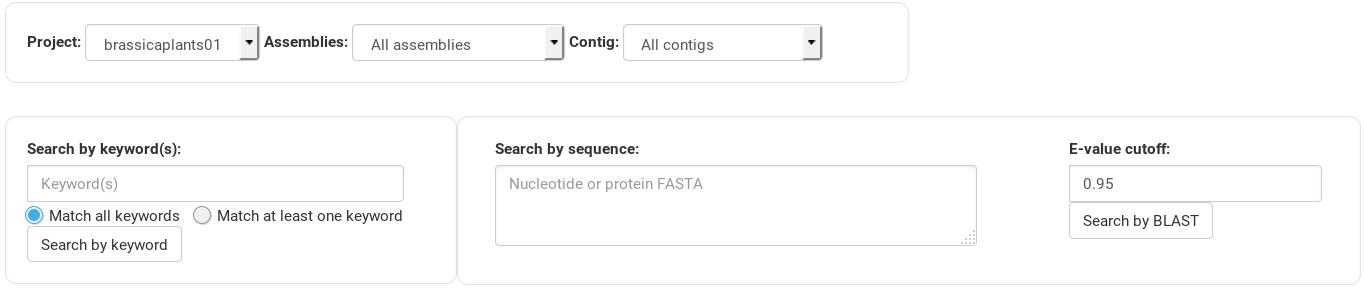 Project: brassicaplants01 Assemblies: All assemblies Contig: All contigs
Search by keyword(s):
Keyword(s)
Match all keywords Match at least one keyword
Search by keyword
Search by sequence:
Nucleotide or protein FASTA
E-value cutoff:
0.95
Search by BLAST